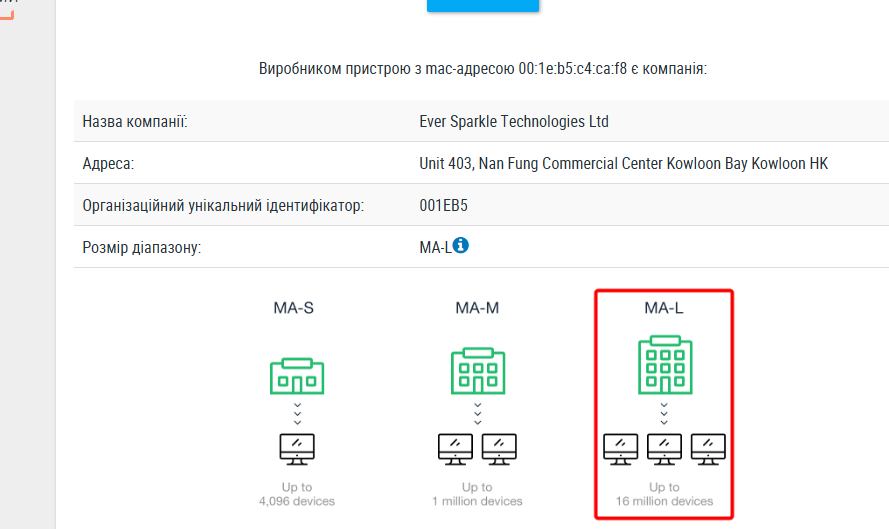 Виробником пристрою з mac-адресою 00:1e:b5:c4:ca:f8 є компанія:
Назва компанії: Ever Sparkle Technologies Ltd
Адреса: Unit 403, Nan Fung Commercial Center Kowloon Bay Kowloon HK
Організаційний унікальний ідентифікатор: 001EB5
Розмір діапазону: MA-L
MA-S MA-M MA-L
Up to Up to Up to
4,096 devices 1 million devices 16 million devices